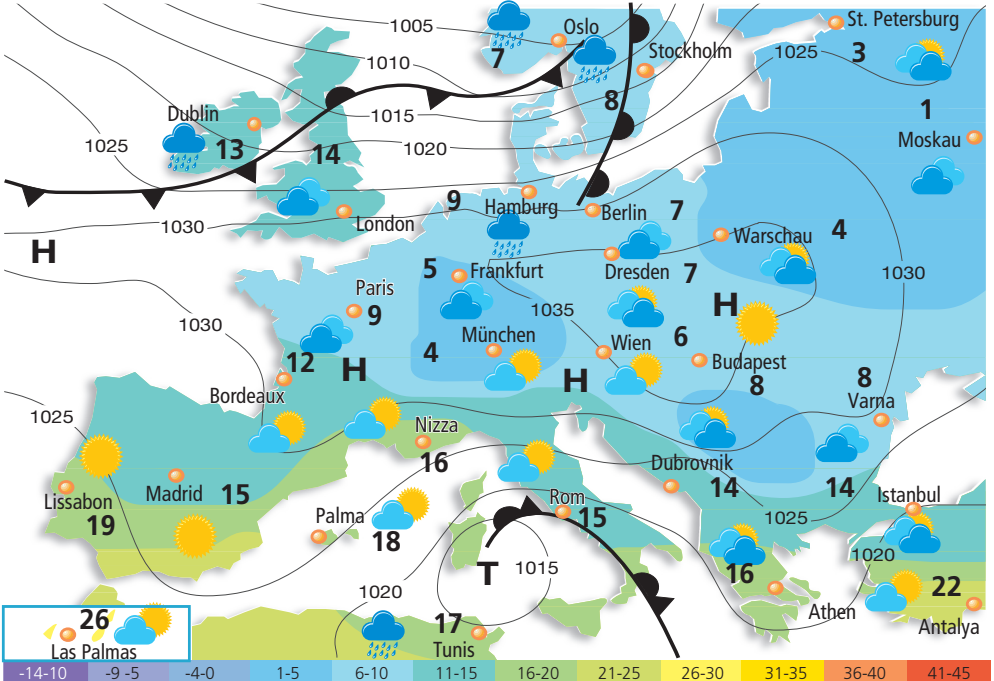 1005
Oslo
St. Petersburg
7
Stockholm
1025
3
1010
8
1
Dublin
1015
Moskau
13
14
1020
1025
9
Hamburg
Berlin
7
London
1030
Warschau
4
H
5
Frankfurt
Dresden
7
1030
Paris
9
1035
H
1030
München
4
Wien
6
Budapest
8
12
H
H
8
Varna
Bordeaux
1025
Nizza
16
Dubrovnik
14
14
Lissabon
19
Madrid
15
Rom
15
Istanbul
Palma
18
1025
1020
T
1015
16
22
1020
Athen
Antalya
26
Las Palmas
17
Tunis
-14-10
-9 -5
-4-0
1-5
6-10
11-15
16-20
21-25
26-30
31-35
36-40
41-45